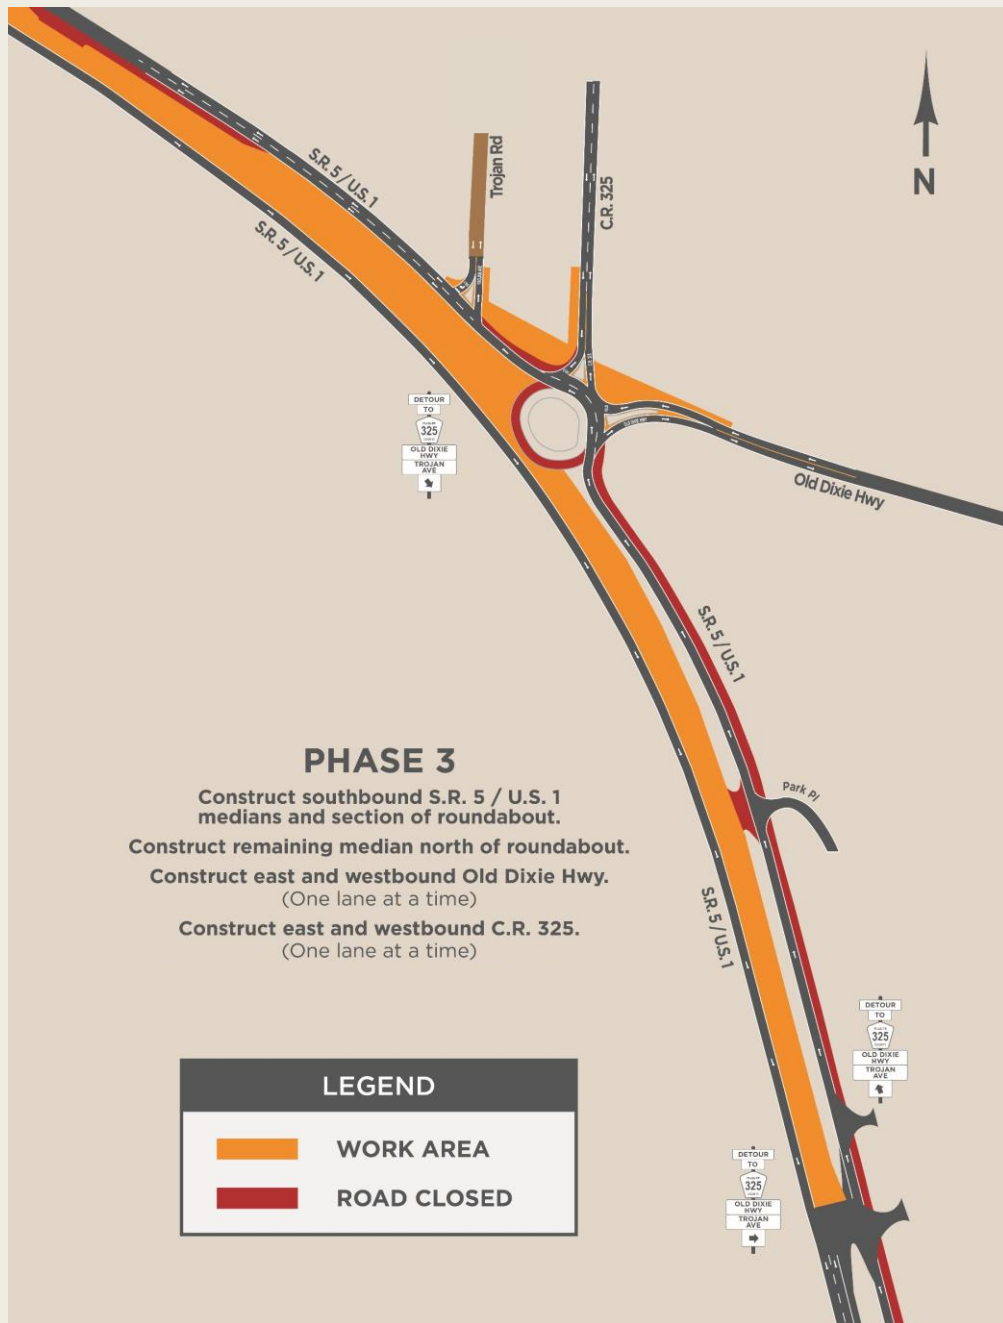 S.R. 5 / U.S. 1
S.R. 5 / U.S. 1
Trojan Rd
C.R. 325
N
DETOUR
TO
325
OLD DIXIE
HWY
TROJAN
AVE
OLD DIXIE HWY
Old Dixie Hwy
S.R. 5 / U.S. 1
Park Pl
S.R. 5 / U.S. 1
PHASE 3
Construct southbound S.R. 5 / U.S. 1
medians and section of roundabout.
Construct remaining median north of roundabout.
Construct east and westbound Old Dixie Hwy.
(One lane at a time)
Construct east and westbound C.R. 325.
(One lane at a time)
DETOUR
TO
325
OLD DIXIE
HWY
TROJAN
AVE
DETOUR
TO
325
OLD DIXIE
HWY
TROJAN
AVE
LEGEND
WORK AREA
ROAD CLOSED